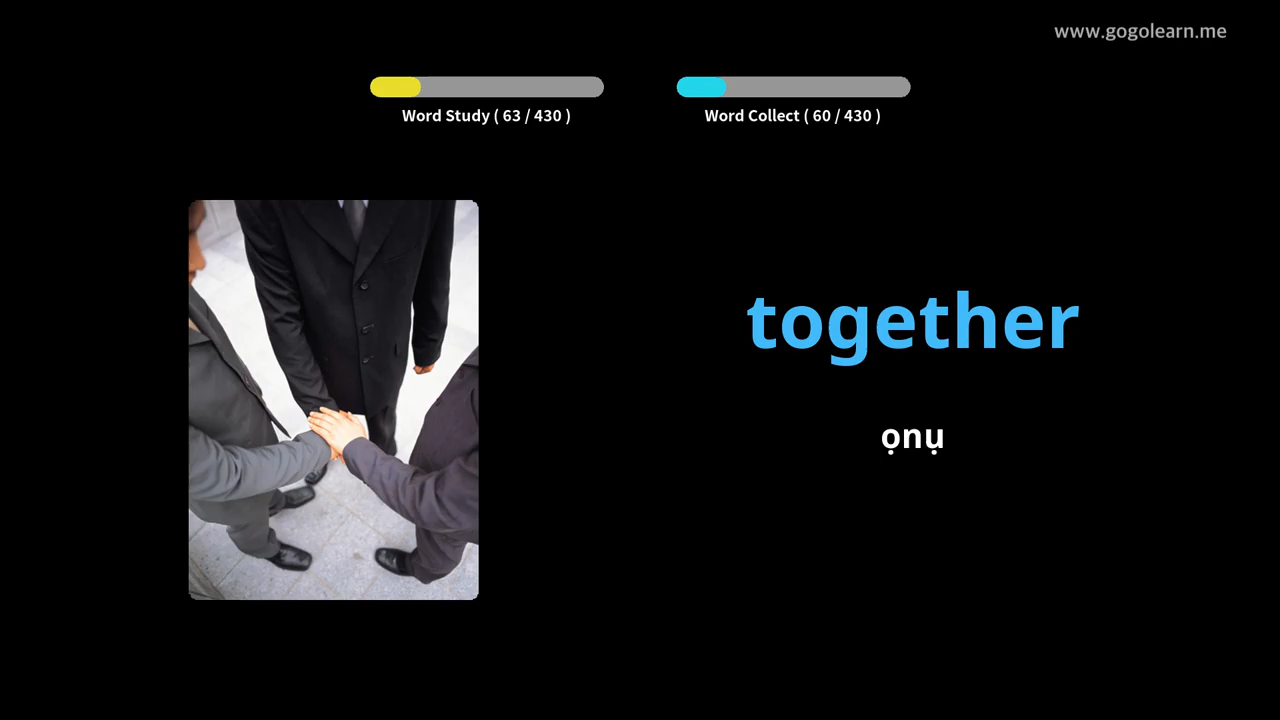 www.gogolearn.me
Word Study ( 63 / 430 )
Word Collect ( 60 / 430 )
together
ọnụ